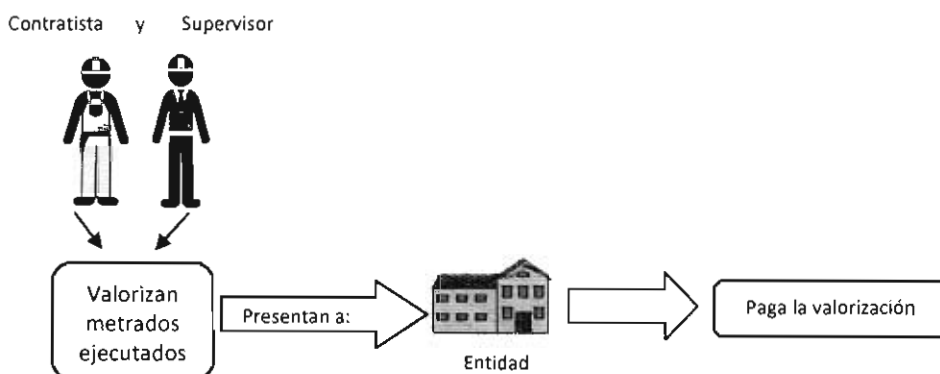 Contratista y Supervisor
Valorizan
metrados
ejecutados
Presentan a:
Entidad
Paga la valorización